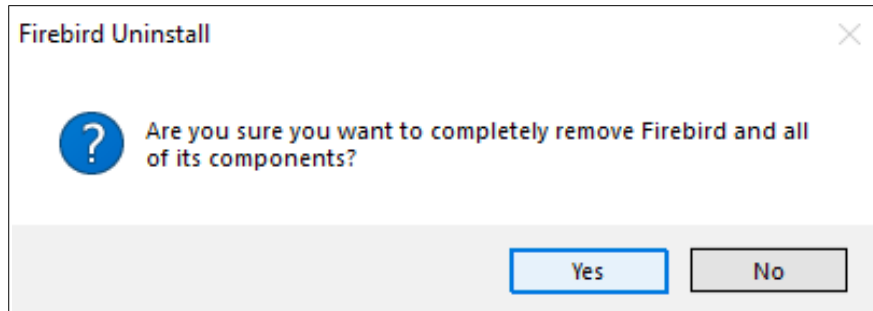 Firebird Uninstall
?
Are you sure you want to completely remove Firebird and all
of its components?
Yes
No